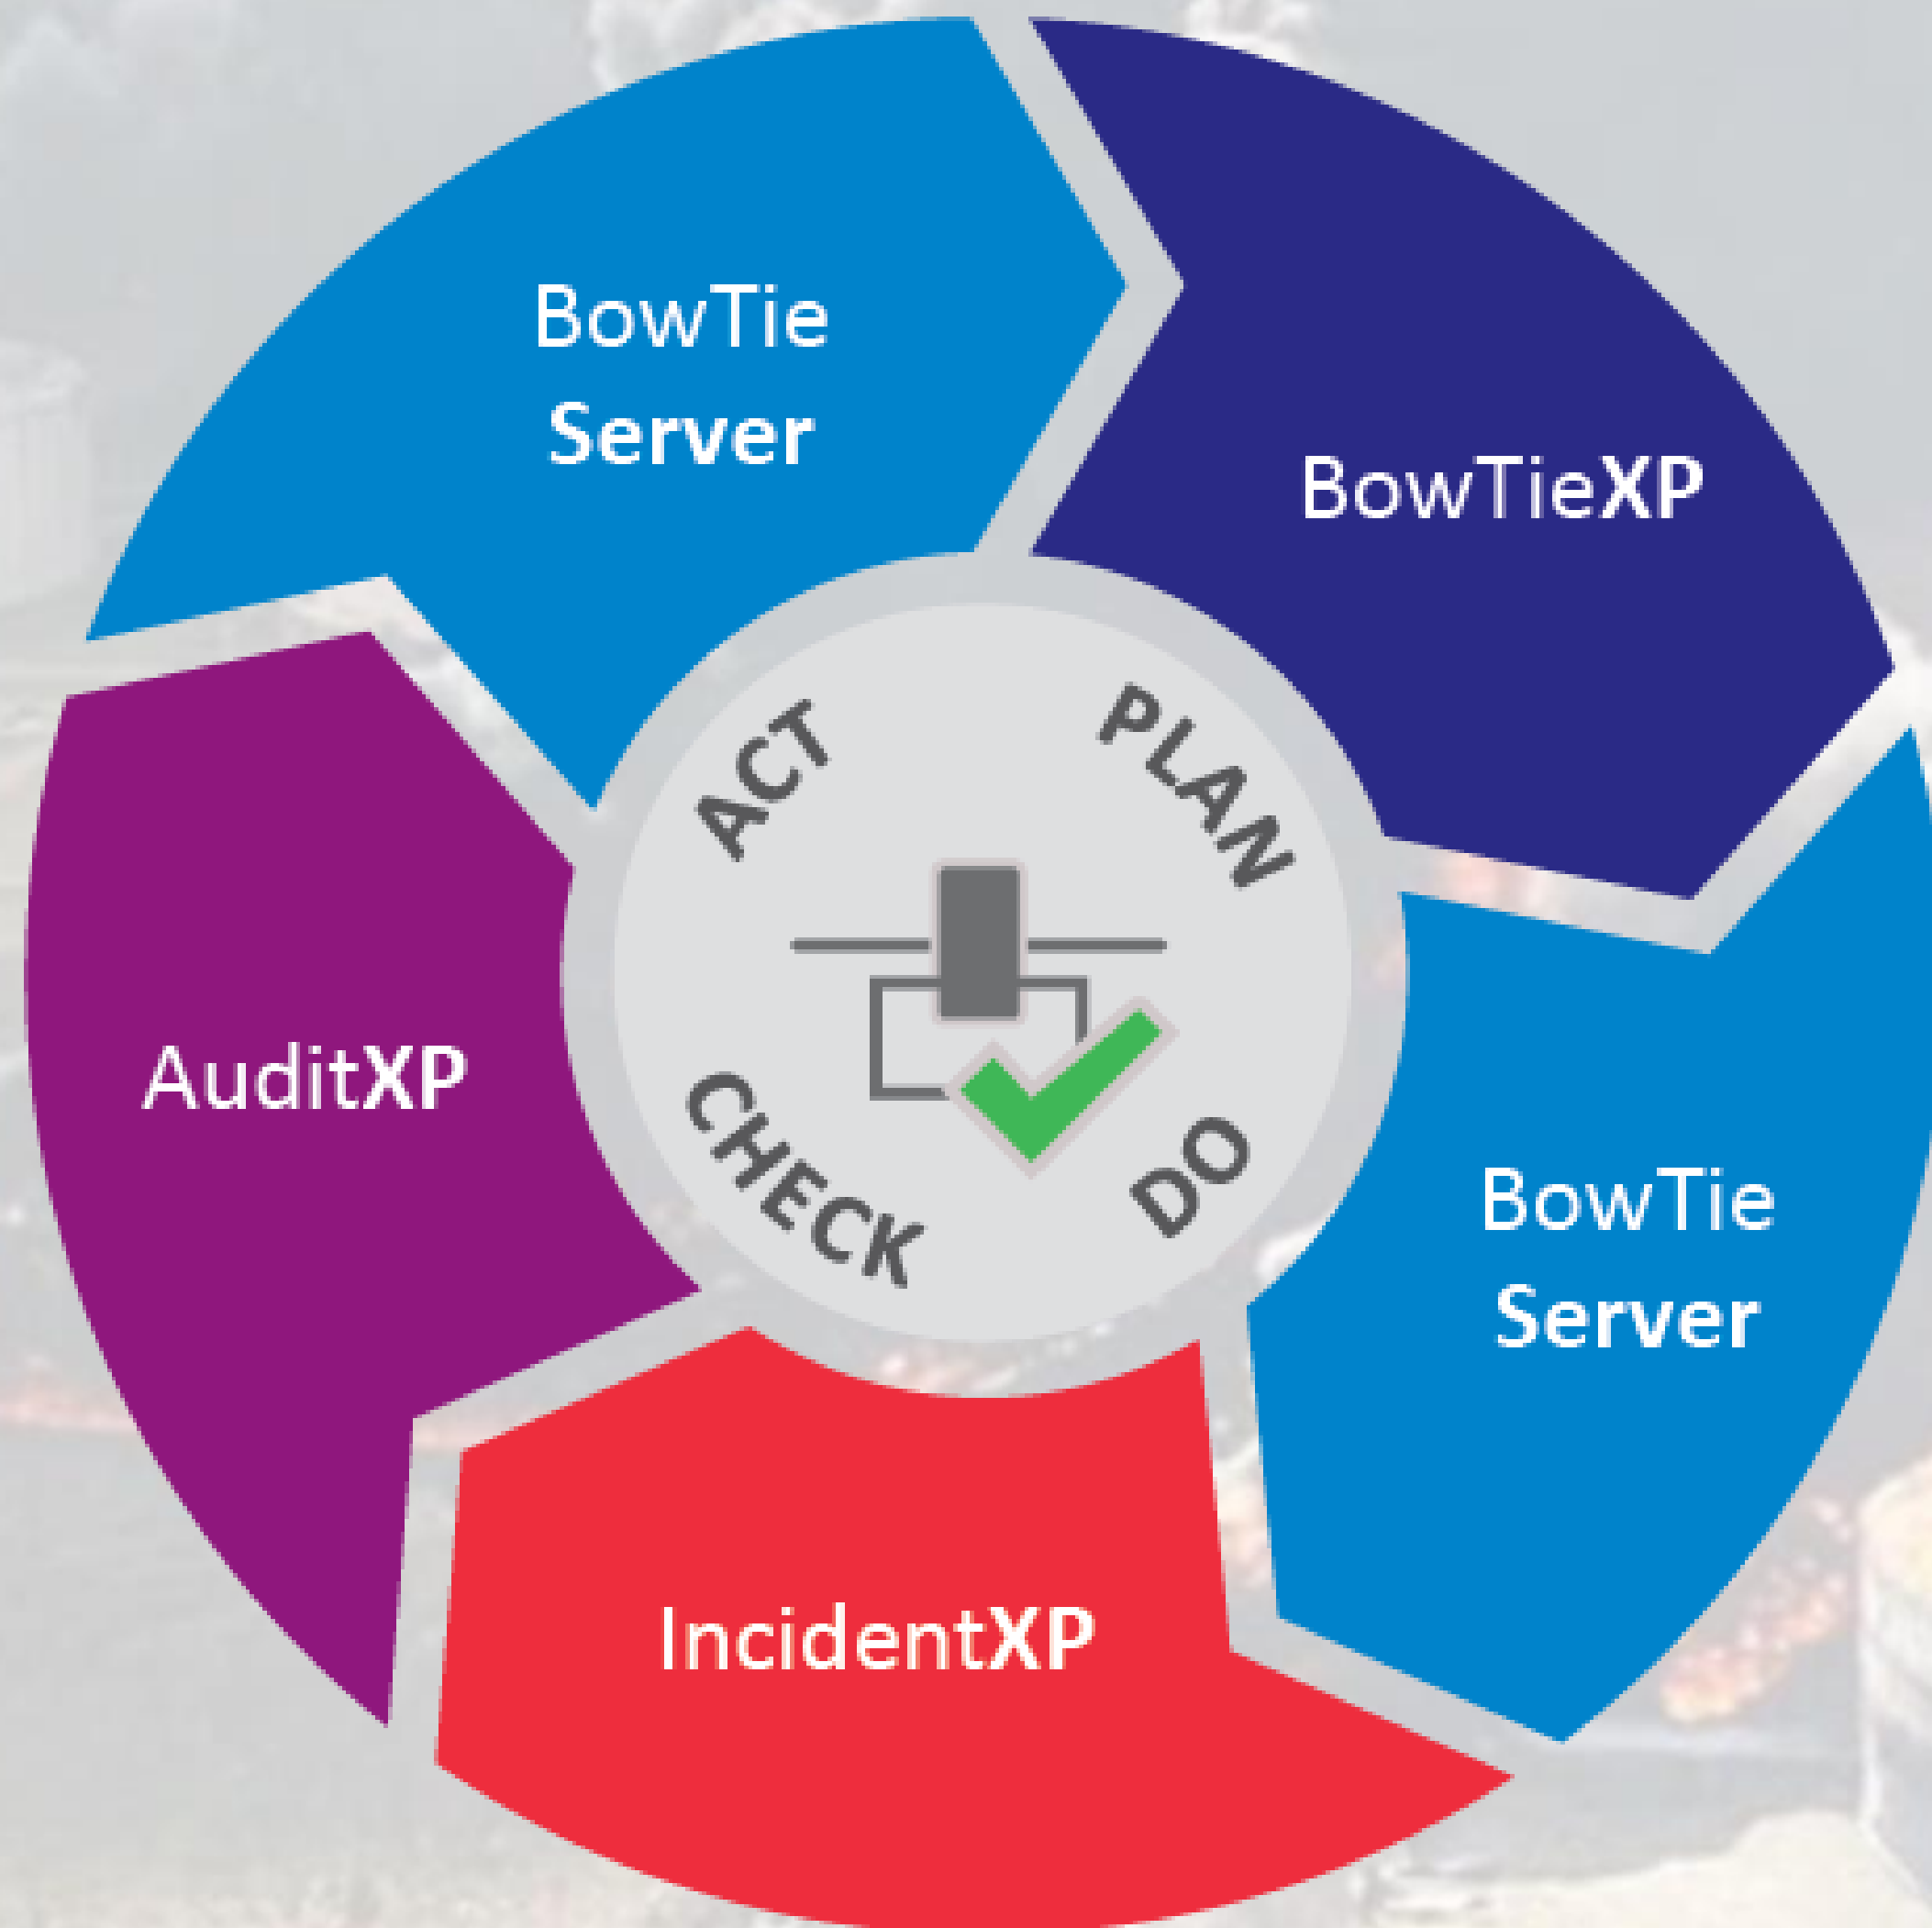 BowTie
Server
BowTieXP
ACT
PLAN
AuditXP
CHECK
DO
BowTie
Server
IncidentXP